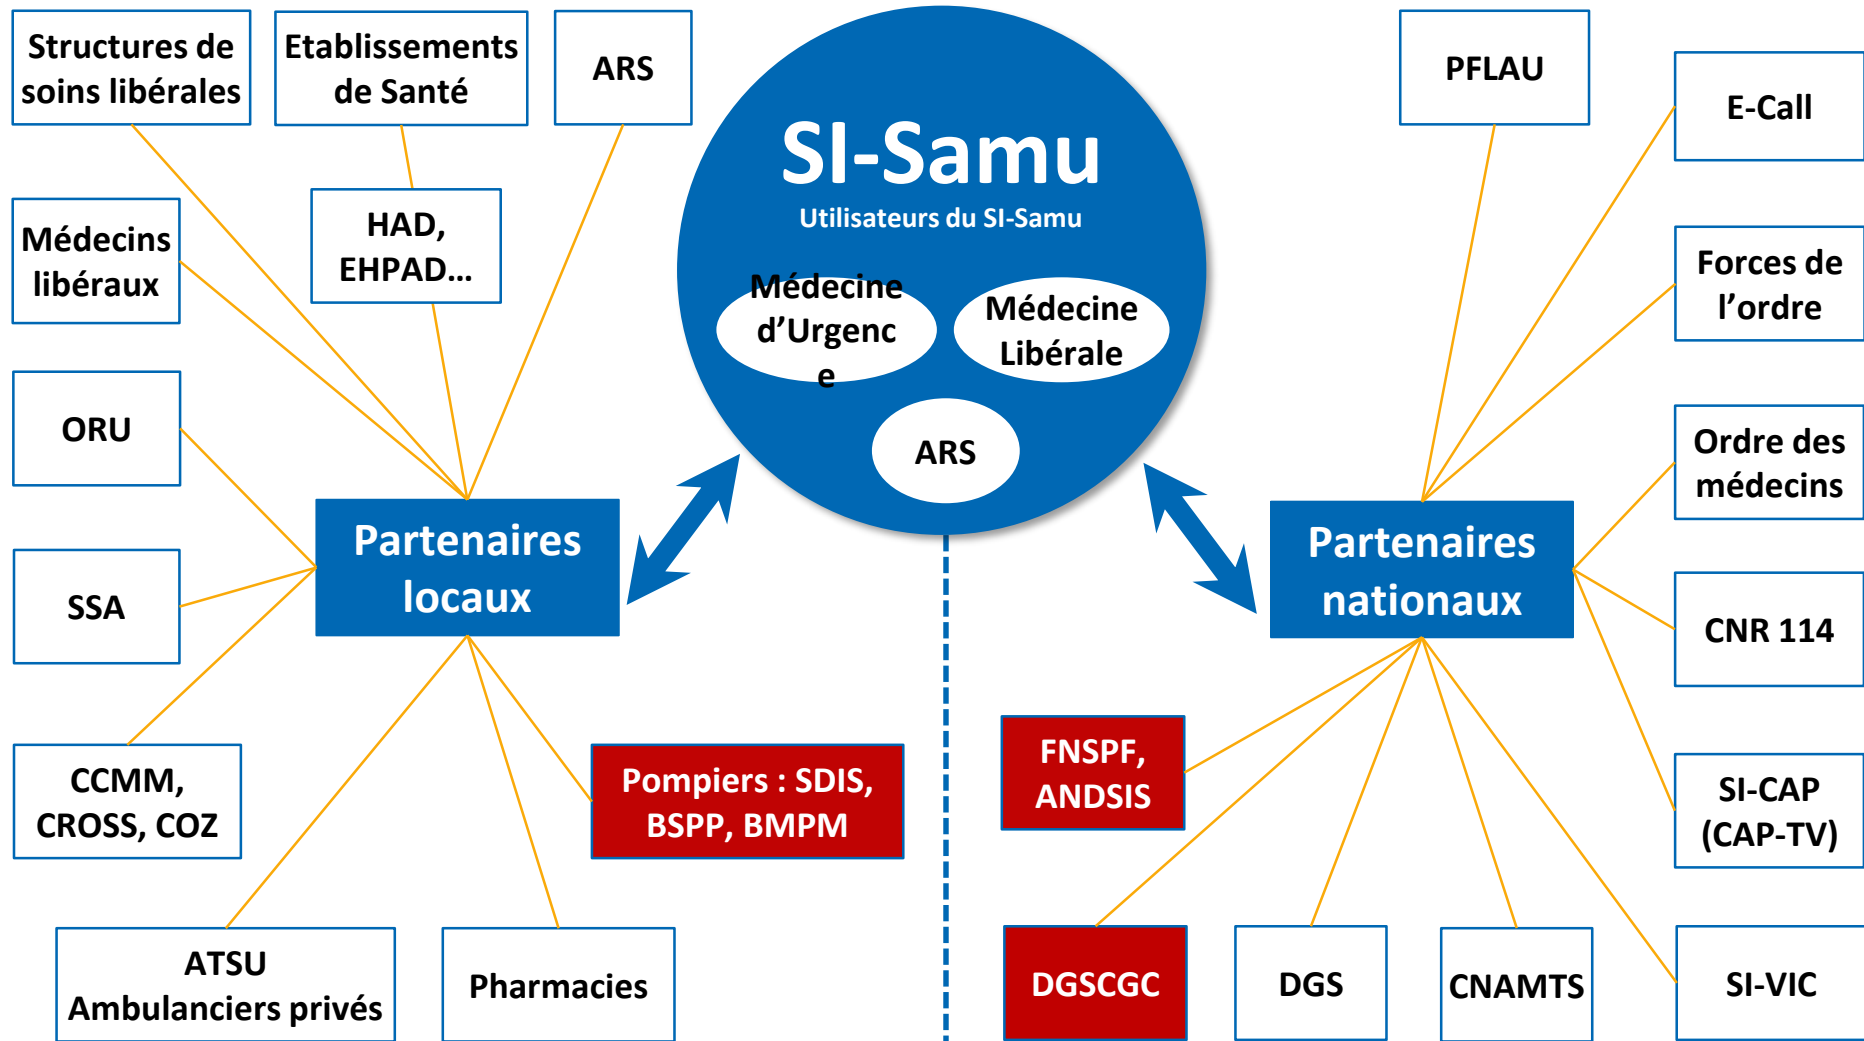 Structures de
soins libérales
Etablissements
de Santé
ARS
Médecins
libéraux
HAD,
EHPAD...
ORU
SSA
CCMM,
CROSS, COZ
ATSU
Ambulanciers privés
Pharmacies
Pompiers : SDIS,
BSPP, BMPM
Partenaires
locaux
SI-Samu
Utilisateurs du SI-Samu
Médecine
d’Urgenc
e
Médecine
Libérale
ARS
Partenaires
nationaux
PFLAU
E-Call
Forces de
l’ordre
Ordre des
médecins
CNR 114
SI-CAP
(CAP-TV)
FNSPF,
ANDSIS
DGSCGC
DGS
CNAMTS
SI-VIC